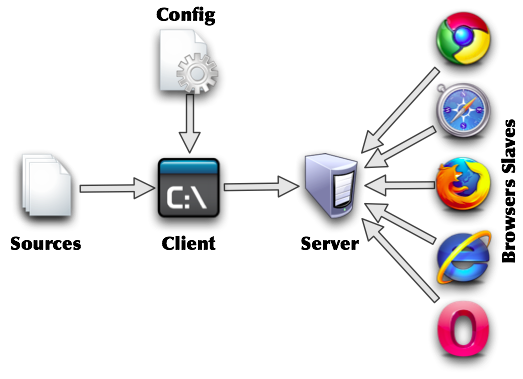 Config
C:\
Sources
Client
Server
Browsers Slaves